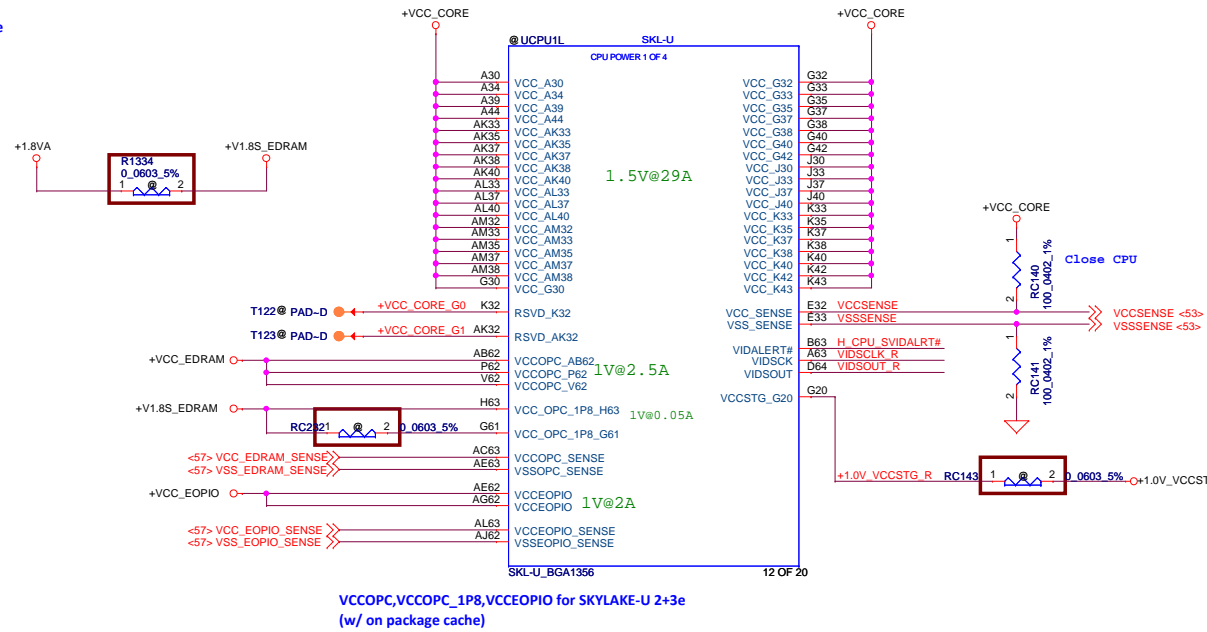 e
+VCC_CORE
+VCC_CORE
@ UCPU1L
SKL-U
CPU POWER 1 OF 4
A30
A34
A39
A44
AK33
AK35
AK37
AK38
AK40
AL33
AL37
AL40
AM32
AM33
AM35
AM37
AM38
G30
VCC_A30
VCC_A34
VCC_A39
VCC_A44
VCC_AK33
VCC_AK35
VCC_AK37
VCC_AK38
VCC_AK40
VCC_AL33
VCC_AL37
VCC_AL40
VCC_AM32
VCC_AM33
VCC_AM35
VCC_AM37
VCC_AM38
VCC_G30
1.5V@29A
VCC_G32
VCC_G33
VCC_G35
VCC_G37
VCC_G38
VCC_G40
VCC_G42
VCC_J30
VCC_J33
VCC_J37
VCC_J40
VCC_K33
VCC_K35
VCC_K37
VCC_K38
VCC_K40
VCC_K42
VCC_K43
G32
G33
G35
G37
G38
G40
G42
J30
J33
J37
J40
K33
K35
K37
K38
K40
K42
K43
+1.8VA
R1334
0_0603_5%
1 @ 2
+V1.8S_EDRAM
T122@ PAD~D
+VCC_CORE_G0
K32
RSVD_K32
T123@ PAD~D
+VCC_CORE_G1
AK32
RSVD_AK32
+VCC_EDRAM
AB62
P62
V62
VCCOPC_AB62
VCCOPC_P62
VCCOPC_V62
1V@2.5A
+V1.8S_EDRAM
H63
VCC_OPC_1P8_H63
1V@0.05A
RC232
1 @ 2
0_0603_5%
G61
VCC_OPC_1P8_G61
<57> VCC_EDRAM_SENSE
<57> VSS_EDRAM_SENSE
AC63
AE63
VCCOPC_SENSE
VSSOPC_SENSE
+VCC_EOPIO
AE62
AG62
VCCEOPIO
VCCEOPIO
1V@2A
<57> VCC_EOPIO_SENSE
<57> VSS_EOPIO_SENSE
AL63
AJ62
VCCEOPIO_SENSE
VSSEOPIO_SENSE
VCC_SENSE
VSS_SENSE
E32
E33
VCCSENSE
VSSSENSE
VCCSENSE <53>
VSSSENSE <53>
+VCC_CORE
1
2
RC140
100_0402_1%
Close CPU
1
2
RC141
100_0402_1%
VIDALERT#
VIDSCK
VIDSOUT
B63
A63
D64
H_CPU_SVIDALRT#
VIDSCLK_R
VIDSOUT_R
VCCSTG_G20
G20
+1.0V_VCCSTG_R
RC143
1 @ 2
0_0603_5%
+1.0V_VCCST
SKL-U_BGA1356
12 OF 20
VCCOPC,VCCOPC_1P8,VCCEOPIO for SKYLAKE-U 2+3e
(w/ on package cache)